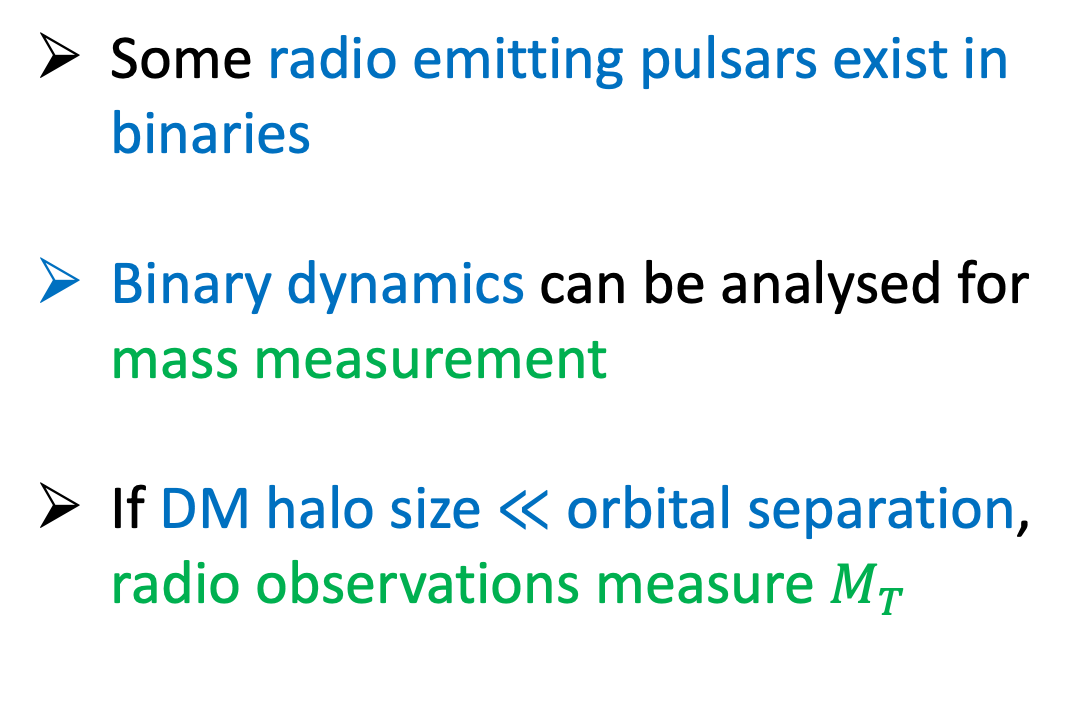 ➢ Some radio emitting pulsars exist in
binaries
➢ Binary dynamics can be analysed for
mass measurement
➢ If DM halo size ≪ orbital separation,
radio observations measure M_T